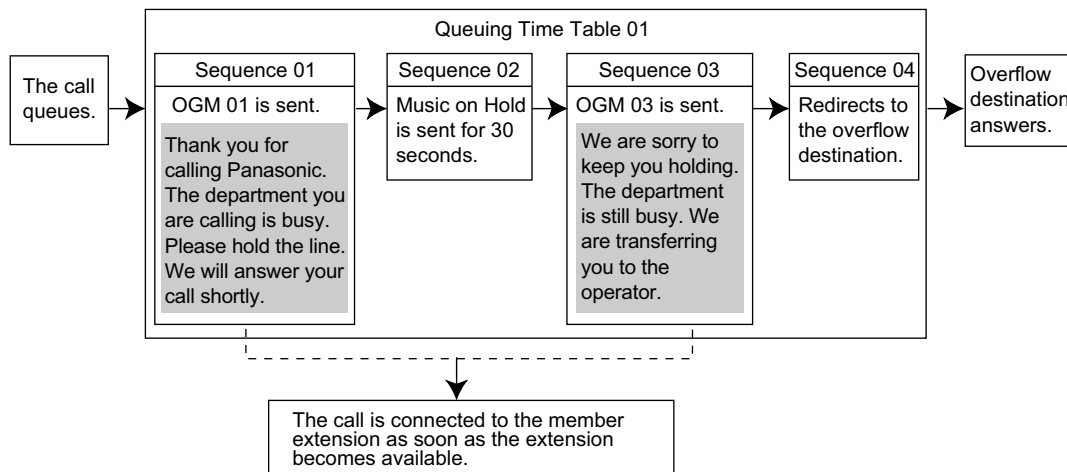 Queuing Time Table 01
The call
queues.
Sequence 01
OGM 01 is sent.
Thank you for
calling Panasonic.
The department you
are calling is busy.
Please hold the line.
We will answer your
call shortly.
Sequence 02
Music on Hold
is sent for 30
seconds.
Sequence 03
OGM 03 is sent.
We are sorry to
keep you holding.
The department
is still busy. We
are transferring
you to the
operator.
Sequence 04
Redirects to
the overflow
destination.
Overflow
destination
answers.
The call is connected to the member
extension as soon as the extension
becomes available.